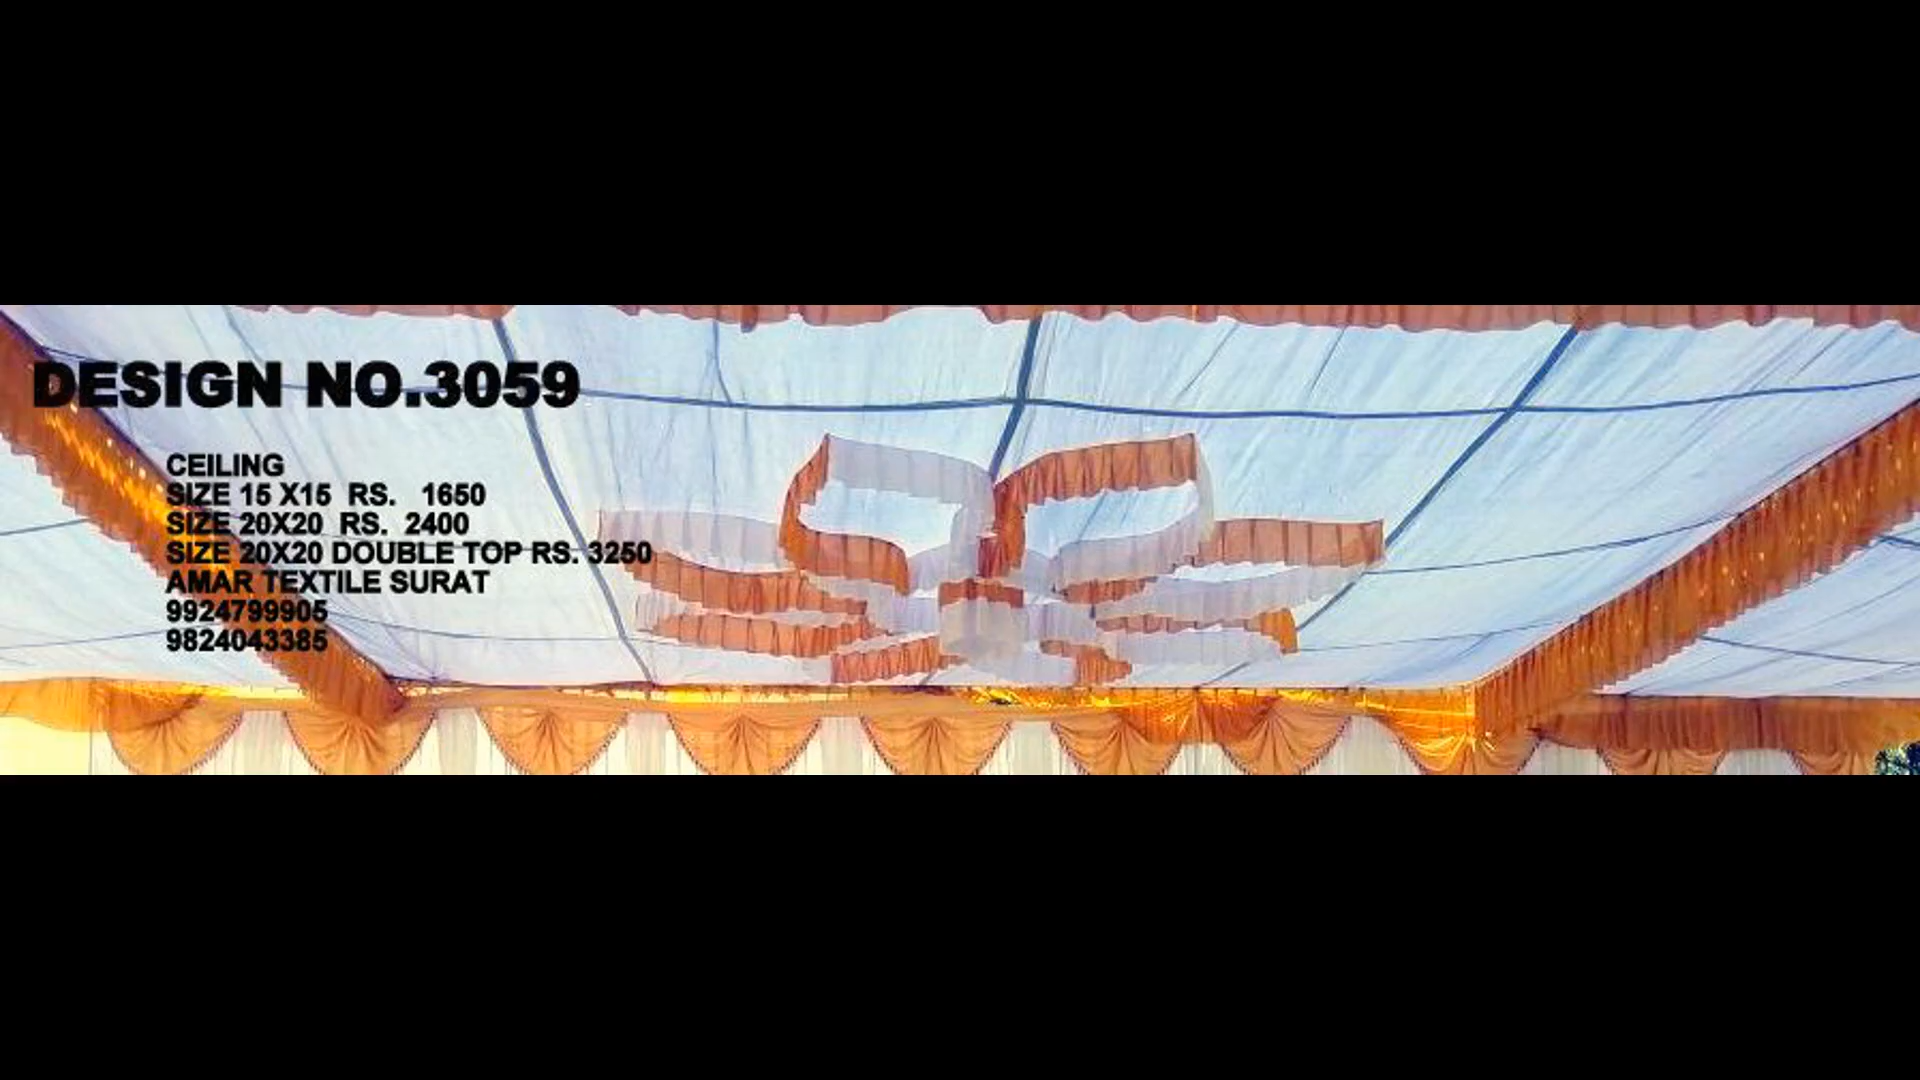 DESIGN NO.3059
CEILING
SIZE 15 X15 RS. 1650
SIZE 20X20 RS. 2400
SIZE 20X20 DOUBLE TOP RS. 3250
AMAR TEXTILE SURAT
9924799905
9824043385